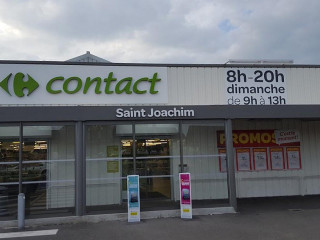 contact
8h-20h
dimanche
de 9h à 13h
Saint Joachim
PROMOS